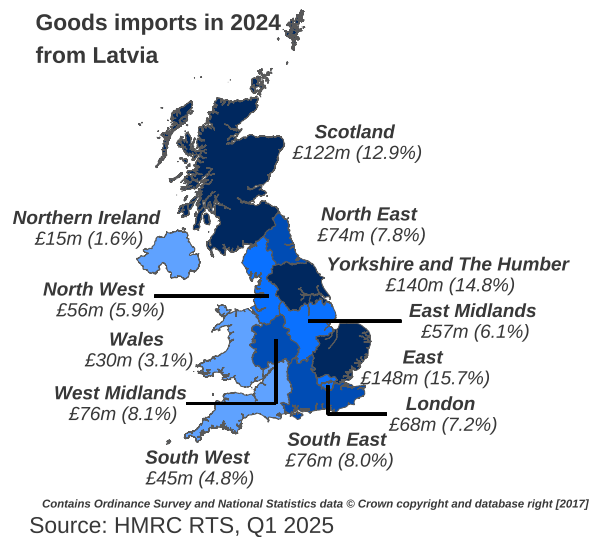 Goods imports in 2024
from Latvia
Scotland
£122m (12.9%)
Northern Ireland
£15m (1.6%)
North East
£74m (7.8%)
Yorkshire and The Humber
£140m (14.8%)
North West
£56m (5.9%)
East Midlands
£57m (6.1%)
Wales
£30m (3.1%)
East
£148m (15.7%)
West Midlands
£76m (8.1%)
London
£68m (7.2%)
South East
£76m (8.0%)
South West
£45m (4.8%)
Contains Ordinance Survey and National Statistics data © Crown copyright and database right [2017]
Source: HMRC RTS, Q1 2025